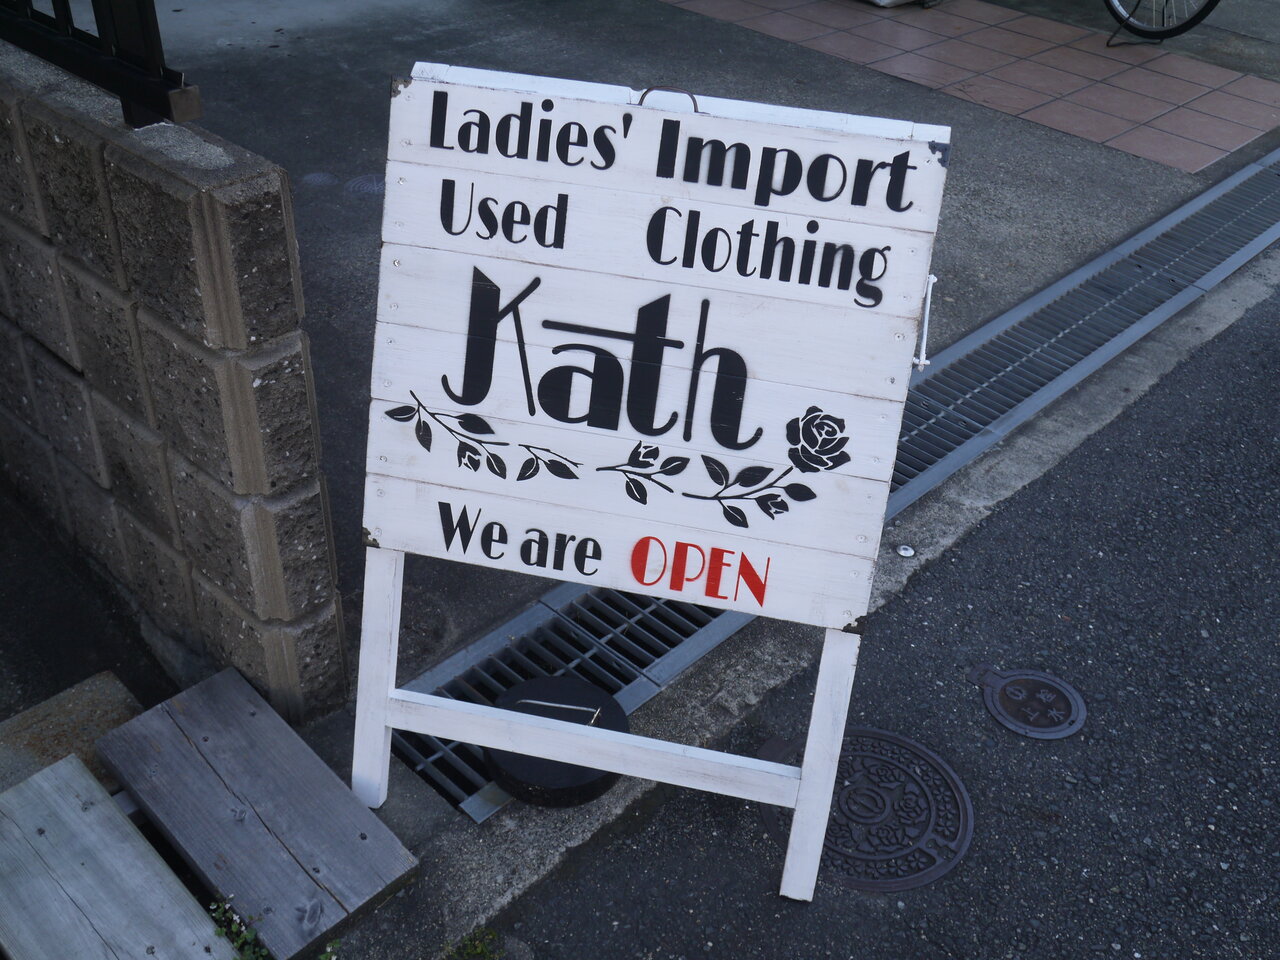 Ladies' Import
Used Clothing
Kath
We are OPEN